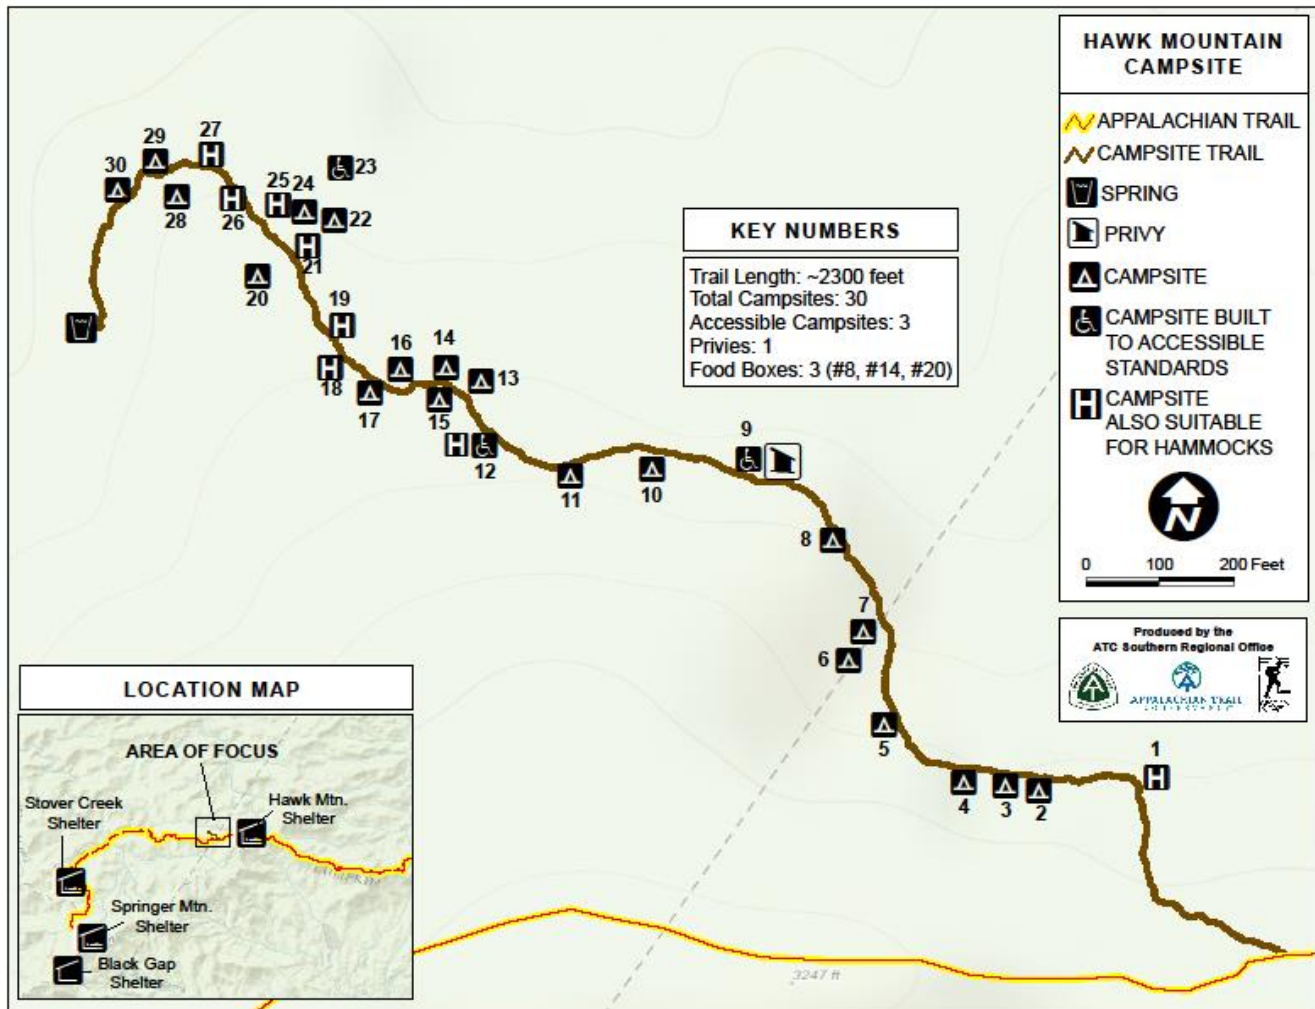 HAWK MOUNTAIN
CAMPSITE
APPALACHIAN TRAIL
CAMPSITE TRAIL
SPRING
PRIVY
CAMPSITE
CAMPSITE BUILT
TO ACCESSIBLE
STANDARDS
H CAMPSITE
ALSO SUITABLE
FOR HAMMOCKS
N
0 100 200 Feet
Produced by the
ATC Southern Regional Office
APPALACHIAN TRAIL
KEY NUMBERS
Trail Length: ~2300 feet
Total Campsites: 30
Accessible Campsites: 3
Privies: 1
Food Boxes: 3 (#8, #14, #20)
27
29
30
H
28
H
26
25
H
24
23
22
H
21
20
19
H
H
18
17
16
14
13
15
H
12
11
10
9
8
7
6
5
4
3
2
1
H
3247 ft
LOCATION MAP
AREA OF FOCUS
Stover Creek
Shelter
Hawk Mtn.
Shelter
Springer Mtn.
Shelter
Black Gap
Shelter